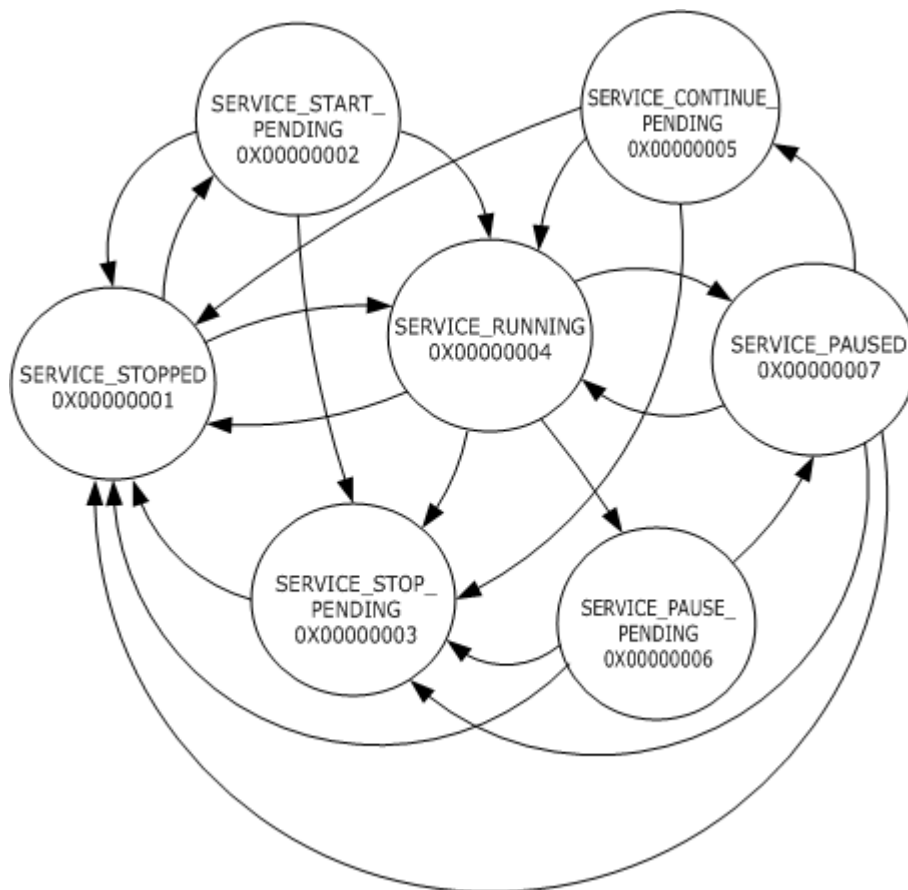 SERVICE_START_
PENDING
0X00000002
SERVICE_CONTINUE_
PENDING
0X00000005
SERVICE_RUNNING
0X00000004
SERVICE_PAUSED
0X00000007
SERVICE_STOPPED
0X00000001
SERVICE_STOP_
PENDING
0X00000003
SERVICE_PAUSE_
PENDING
0X00000006